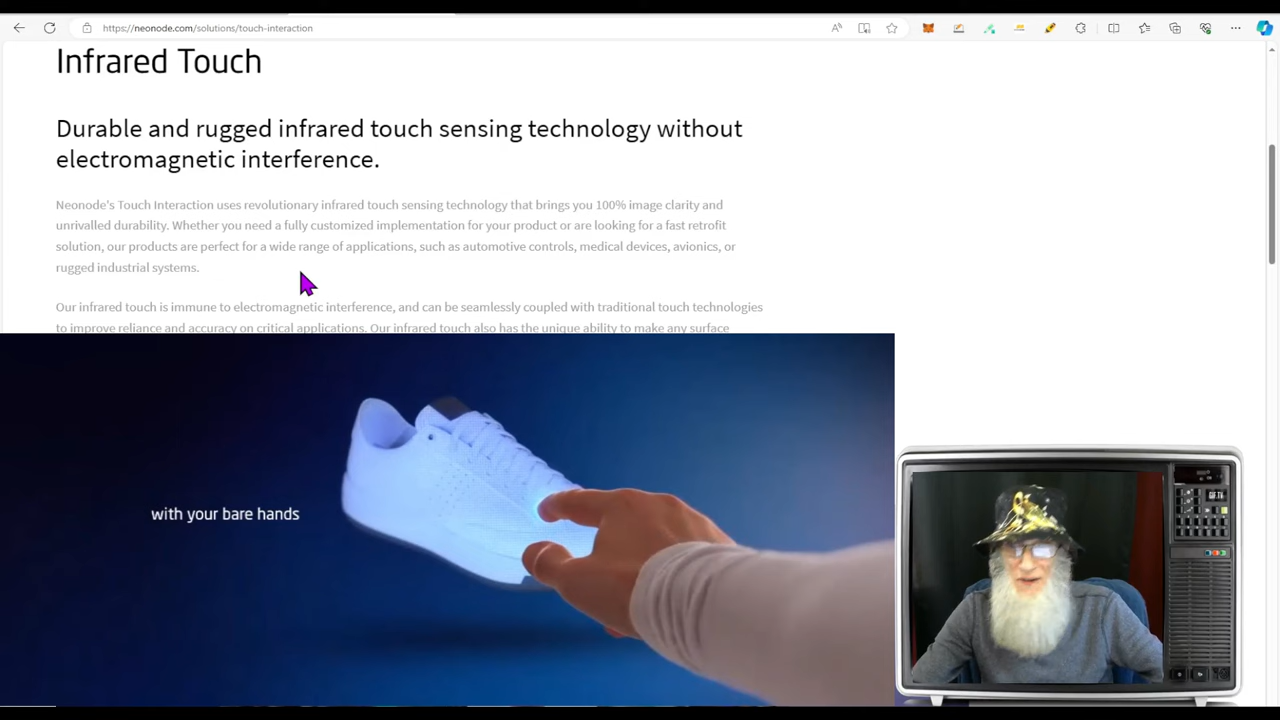 https://neonode.com/solutions/touch-interaction
Infrared Touch
Durable and rugged infrared touch sensing technology without
electromagnetic interference.
Neonode's Touch Interaction uses revolutionary infrared touch sensing technology that brings you 100% image clarity and
unrivalled durability. Whether you need a fully customized implementation for your product or are looking for a fast retrofit
solution, our products are perfect for a wide range of applications, such as automotive controls, medical devices, avionics, or
rugged industrial systems.
Our infrared touch is immune to electromagnetic interference, and can be seamlessly coupled with traditional touch technologies
to improve reliance and accuracy on critical applications. Our infrared touch also has the unique ability to make any surface
with your bare hands
GIF TV